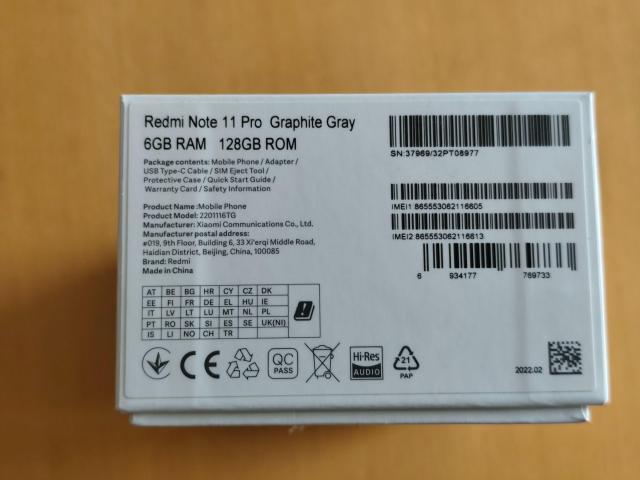 Redmi Note 11 Pro Graphite Gray
6GB RAM 128GB ROM
Package contents: Mobile Phone / Adapter /
USB Type-C Cable / SIM Eject Tool /
Protective Case / Quick Start Guide /
Warranty Card / Safety Information
Product Name: Mobile Phone
Product Model: 2201116TG
Manufacturer: Xiaomi Communications Co., Ltd.
Manufacturer postal address:
#019, 9th Floor, Building 6, 33 Xi'erqi Middle Road,
Haidian District, Beijing, China, 100085
Brand: Redmi
Made in China
SN:37969/32PT08977
IMEI1 865553062116605
IMEI2 865553062116613
6 934177 769733
AT BE BG HR CY CZ DK
EE FI FR DE EL HU IE
IT LV LT LU MT NL PL
PT RO SK SI ES SE UK(NI)
IS LI NO CH TR
CE
QC
PASS
Hi-Res
AUDIO
21
PAP
2022.02